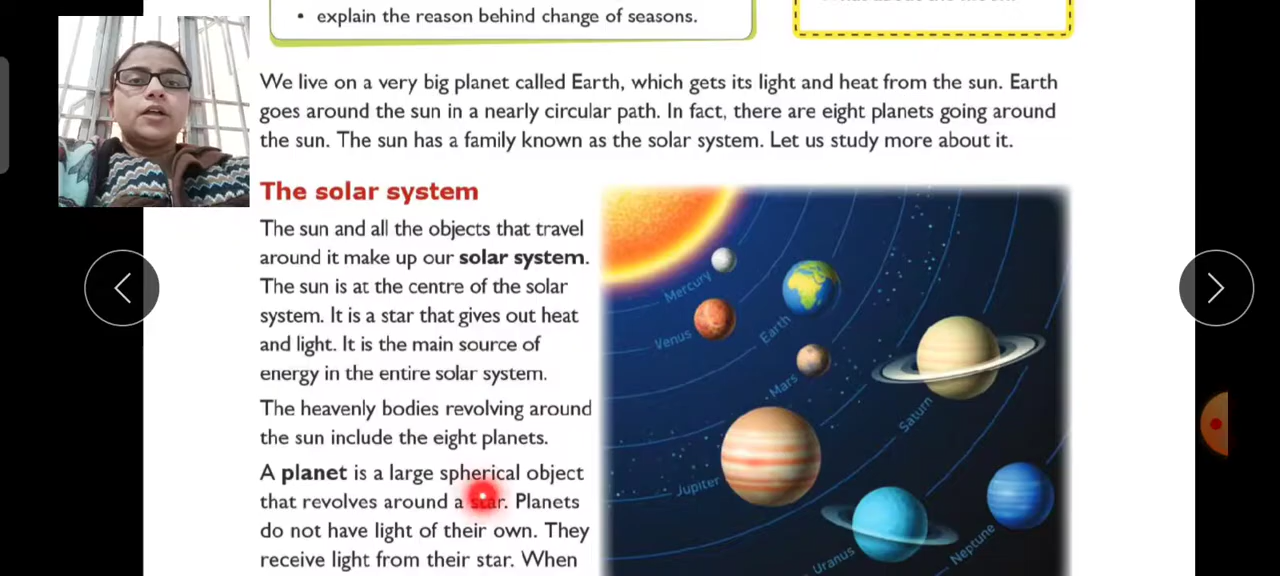 • explain the reason behind change of seasons.
We live on a very big planet called Earth, which gets its light and heat from the sun. Earth
goes around the sun in a nearly circular path. In fact, there are eight planets going around
the sun. The sun has a family known as the solar system. Let us study more about it.
The solar system
The sun and all the objects that travel
around it make up our solar system.
The sun is at the centre of the solar
system. It is a star that gives out heat
and light. It is the main source of
energy in the entire solar system.
The heavenly bodies revolving around
the sun include the eight planets.
A planet is a large spherical object
that revolves around a star. Planets
do not have light of their own. They
receive light from their star. When
Mercury
Venus
Earth
Mars
Jupiter
Saturn
Uranus
Neptune